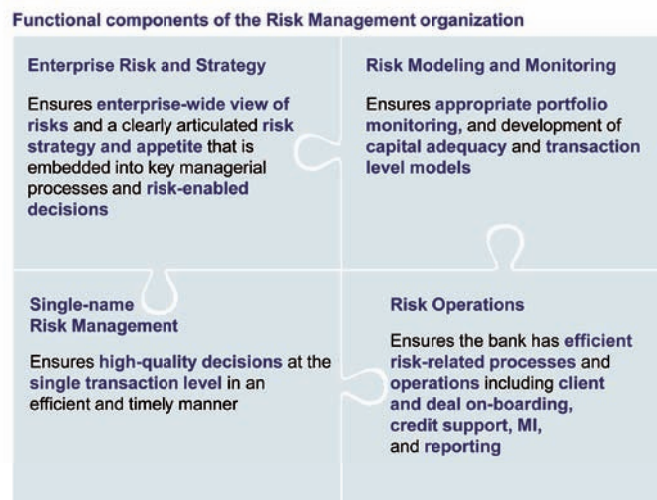 Functional components of the Risk Management organization
Enterprise Risk and Strategy
Ensures enterprise-wide view of
risks and a clearly articulated risk
strategy and appetite that is
embedded into key managerial
processes and risk-enabled
decisions
Risk Modeling and Monitoring
Ensures appropriate portfolio
monitoring, and development of
capital adequacy and transaction
level models
Single-name
Risk Management
Ensures high-quality decisions at the
single transaction level in an
efficient and timely manner
Risk Operations
Ensures the bank has efficient
risk-related processes and
operations including client
and deal on-boarding,
credit support, MI,
and reporting